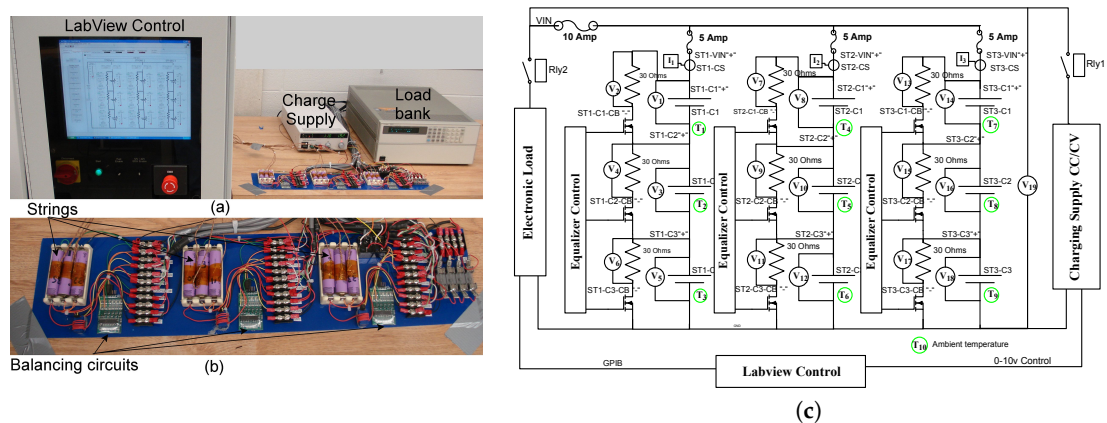 LabView Control
Charge
Supply
Load
bank
(a)
Strings
Balancing circuits
(b)
VIN
10 Amp
5 Amp
5 Amp
5 Amp
Rly2
Rly1
I1
ST1-VIN"+"
ST1-CS
I2
ST2-VIN"+"
ST2-CS
I3
ST3-VIN"+"
ST3-CS
30 Ohms
ST1-C1"+"
30 Ohms
ST2-C1"+"
30 Ohms
ST3-C1"+"
V2
V1
V7
V8
V13
V14
ST1-C1-CB "-"
ST1-C1
T1
ST2-C1-CB "-"
ST2-C1
T4
ST3-C1-CB "-"
ST3-C1
T7
ST1-C2"+"
ST2-C2"+"
ST3-C2"+"
30 Ohms
30 Ohms
30 Ohms
V4
V3
ST1-C
V9
V10
ST2-C
V15
V16
ST3-C2
V19
ST1-C2-CB "-"
T2
ST2-C2-CB "-"
T5
ST3-C2-CB "-"
T8
ST1-C3"+"
ST2-C3"+"
ST3-C3"+"
30 Ohms
30 Ohms
30 Ohms
V6
V5
ST1-C
V11
V12
ST2-C
V17
V18
ST3-C3
ST1-C3-CB "-"
T3
ST2-C3-CB "-"
T6
ST3-C3-CB "-"
T9
Electronic Load
Equalizer Control
Equalizer Control
Equalizer Control
Charging Supply CC/CV
T10 Ambient temperature
GPIB
Labview Control
0-10v Control
(c)